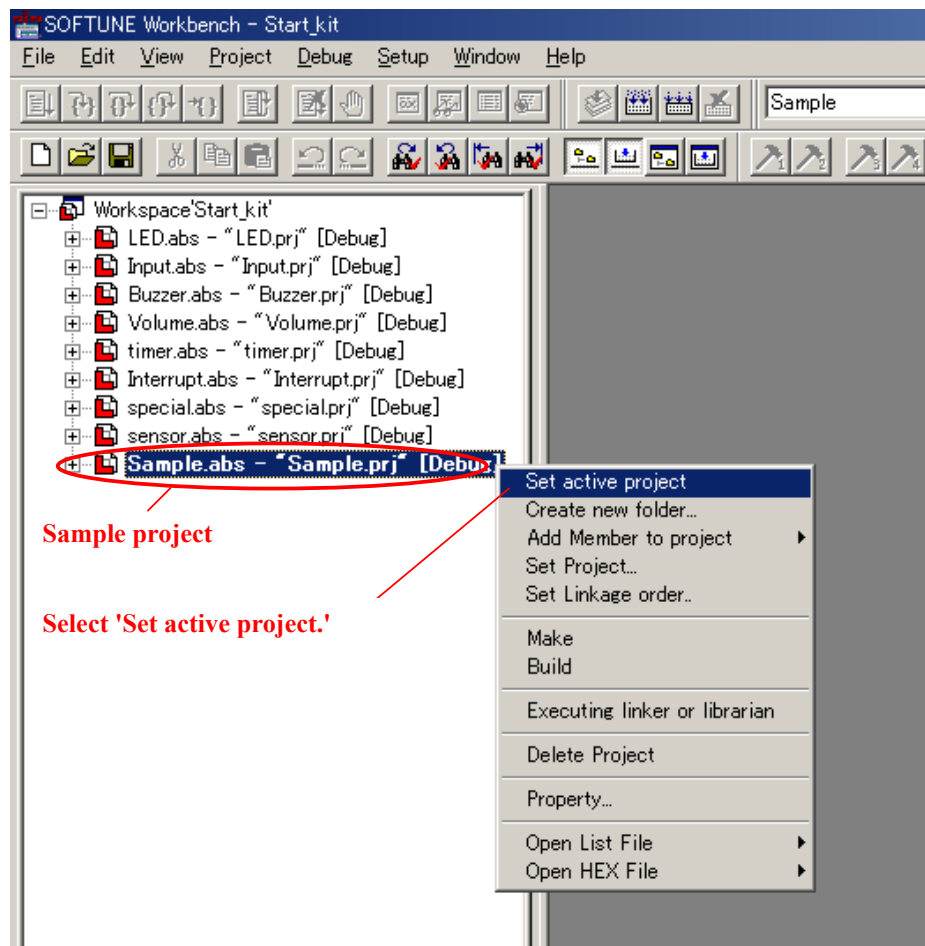 SOFTUNE Workbench - Start_kit
File Edit View Project Debug Setup Window Help
Sample
Workspace'Start_kit'
LED.abs - "LED.prj" [Debug]
Input.abs - "Input.prj" [Debug]
Buzzer.abs - "Buzzer.prj" [Debug]
Volume.abs - "Volume.prj" [Debug]
timer.abs - "timer.prj" [Debug]
Interrupt.abs - "Interrupt.prj" [Debug]
special.abs - "special.prj" [Debug]
sensor.abs - "sensor.prj" [Debug]
Sample.abs - "Sample.prj" [Debug]
Set active project
Create new folder...
Add Member to project
Set Project...
Set Linkage order..
Make
Build
Executing linker or librarian
Delete Project
Property...
Open List File
Open HEX File
Sample project
Select 'Set active project.'